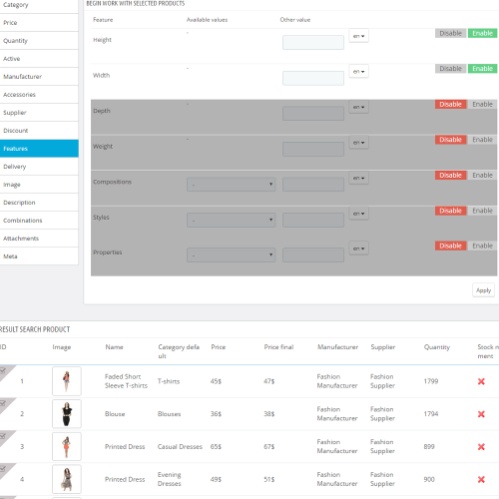 Category
Price
Quantity
Active
Manufacturer
Accessories
Supplier
Discount
Features
Delivery
Image
Description
Combinations
Attachments
Meta
BEGIN WORK WITH SELECTED PRODUCTS
Feature Available values Other value
Height - en Disable Enable
Width - en Disable Enable
Depth - en Disable Enable
Weight - en Disable Enable
Compositions - en Disable Enable
Styles - en Disable Enable
Properties - en Disable Enable
Apply
RESULT SEARCH PRODUCT
ID Image Name Category defa Price Price final Manufacturer Supplier Quantity Stock
ult ment
1 Faded Short T-shirts 45$ 47$ Fashion Fashion 1799
Sleeve T-shirts Manufacturer Supplier
2 Blouse Blouses 36$ 38$ Fashion Fashion 1794
Manufacturer Supplier
3 Printed Dress Casual Dresses 65$ 67$ Fashion Fashion 899
Manufacturer Supplier
4 Printed Dress Evening 49$ 51$ Fashion Fashion 900
Dresses Manufacturer Supplier